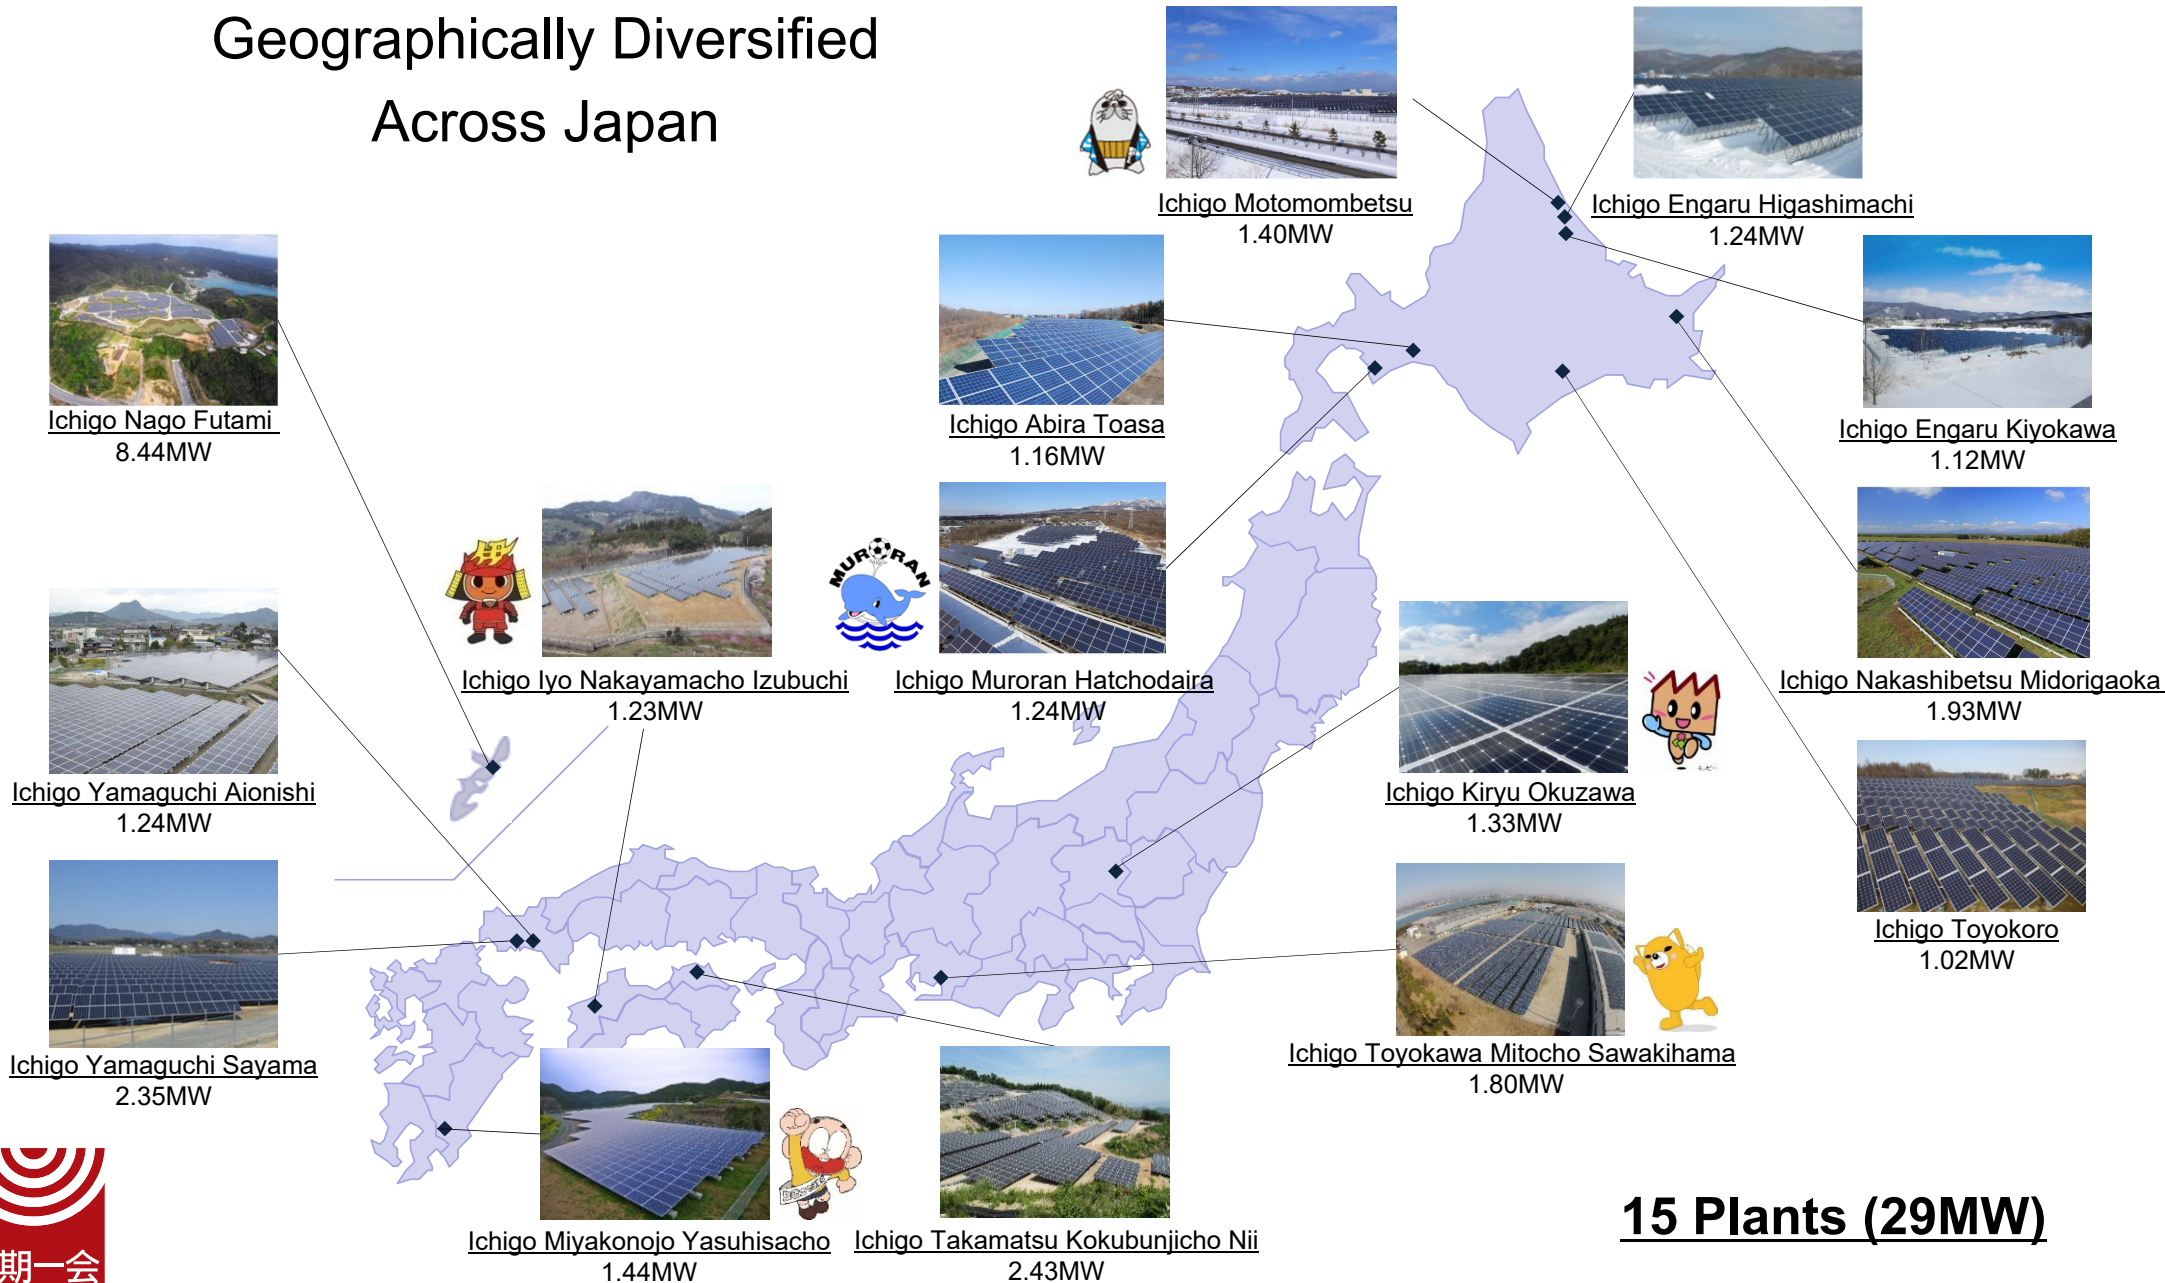 Geographically Diversified
Across Japan
Ichigo Motomombetsu
1.40MW
Ichigo Engaru Higashimachi
1.24MW
Ichigo Nago Futami
8.44MW
Ichigo Abira Toasa
1.16MW
Ichigo Engaru Kiyokawa
1.12MW
MURORAN
Ichigo Iyo Nakayamacho Izubuchi
1.23MW
Ichigo Muroran Hatchodaira
1.24MW
Ichigo Nakashibetsu Midorigaoka
1.93MW
Ichigo Yamaguchi Aionishi
1.24MW
Ichigo Kiryu Okuzawa
1.33MW
Ichigo Toyokoro
1.02MW
Ichigo Yamaguchi Sayama
2.35MW
Ichigo Toyokawa Mitocho Sawakihama
1.80MW
Ichigo Miyakonojo Yasuhisacho
1.44MW
Ichigo Takamatsu Kokubunjicho Nii
2.43MW
15 Plants (29MW)
期一会